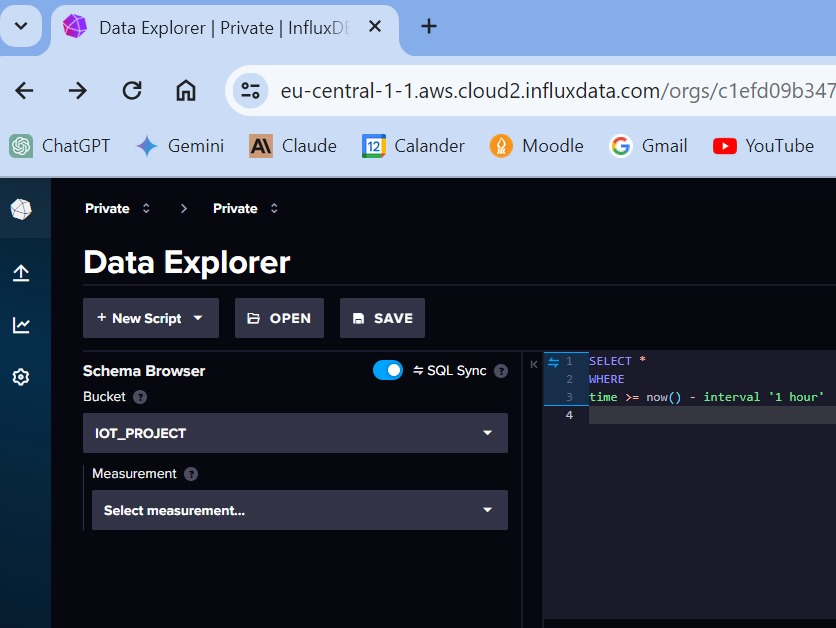 Data Explorer | Private | InfluxDB
eu-central-1-1.aws.cloud2.influxdata.com/orgs/c1efd09b347
ChatGPT Gemini Claude 12 Calander Moodle Gmail YouTube
Private > Private
Data Explorer
+ New Script OPEN SAVE
Schema Browser SQL Sync ?
Bucket ?
IOT_PROJECT
Measurement ?
Select measurement...
1 SELECT *
2 WHERE
3 time >= now() - interval '1 hour'
4